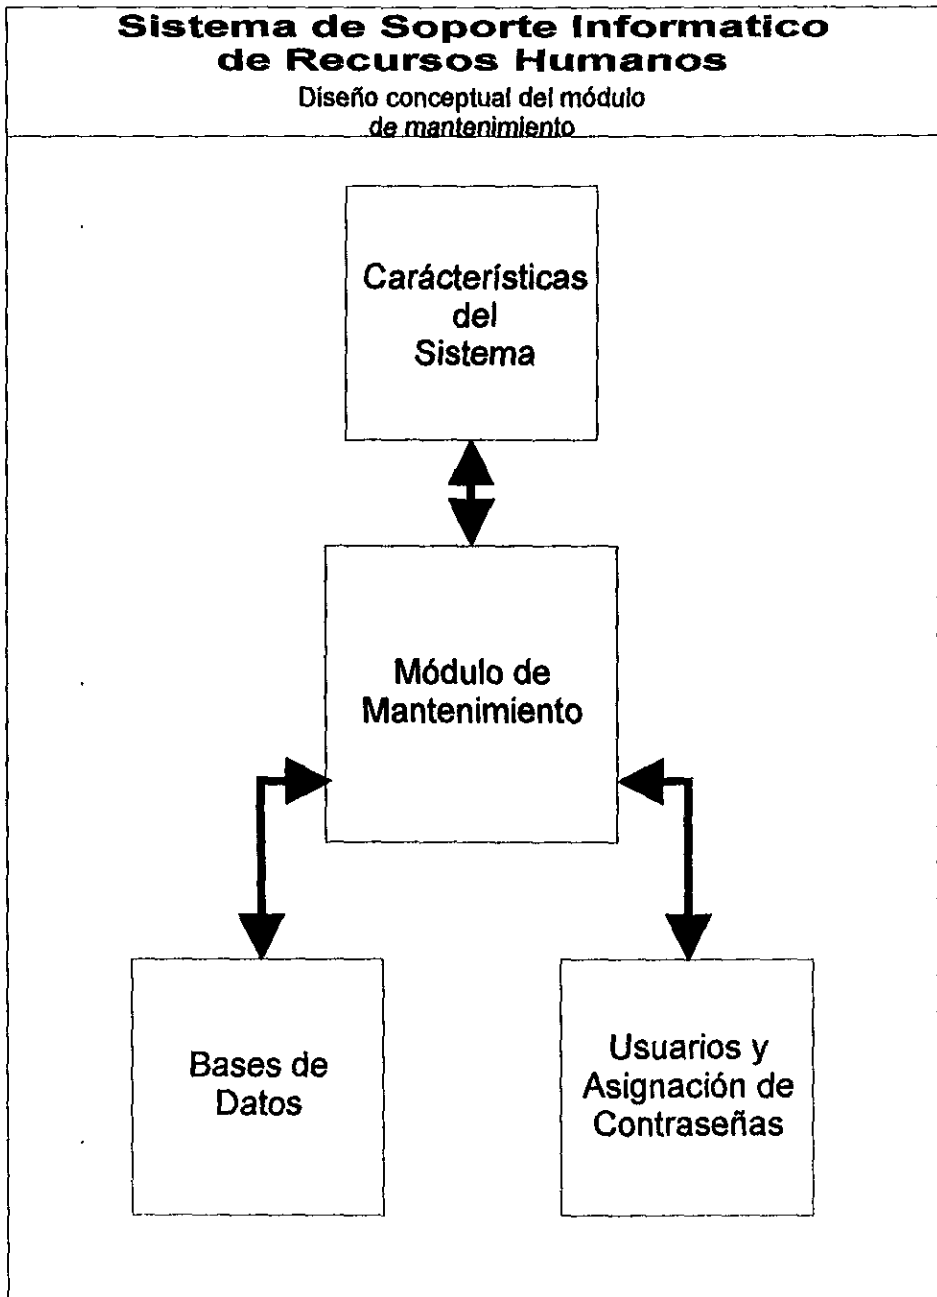 Sistema de Soporte Informatico
de Recursos Humanos
Diseño conceptual del módulo
de mantenimiento
Carácterísticas
del
Sistema
Módulo de
Mantenimiento
Bases de
Datos
Usuarios y
Asignación de
Contraseñas